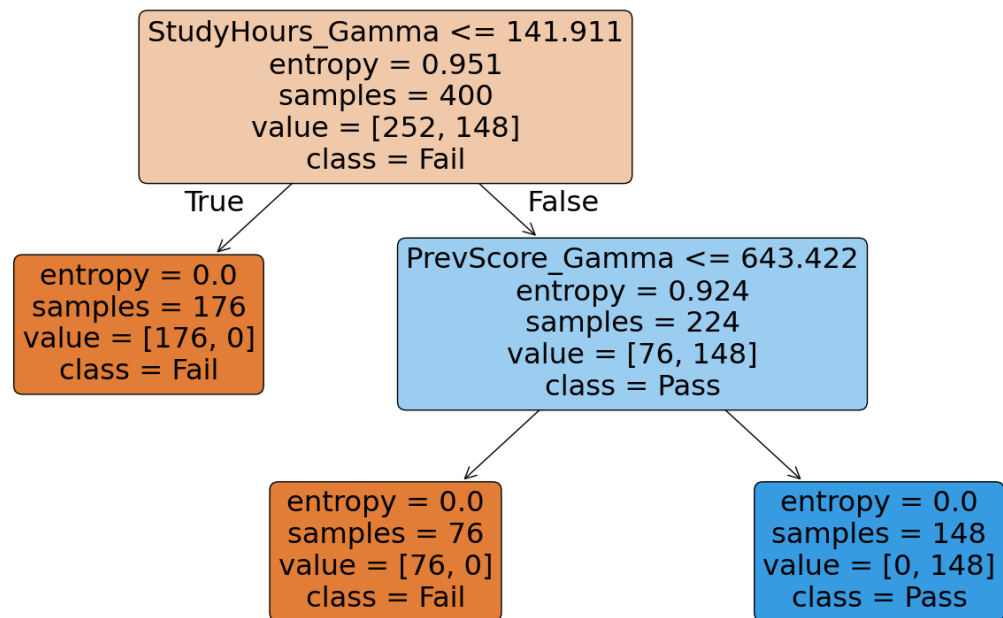 StudyHours_Gamma <= 141.911
entropy = 0.951
samples = 400
value = [252, 148]
class = Fail
True
False
entropy = 0.0
samples = 176
value = [176, 0]
class = Fail
PrevScore_Gamma <= 643.422
entropy = 0.924
samples = 224
value = [76, 148]
class = Pass
entropy = 0.0
samples = 76
value = [76, 0]
class = Fail
entropy = 0.0
samples = 148
value = [0, 148]
class = Pass